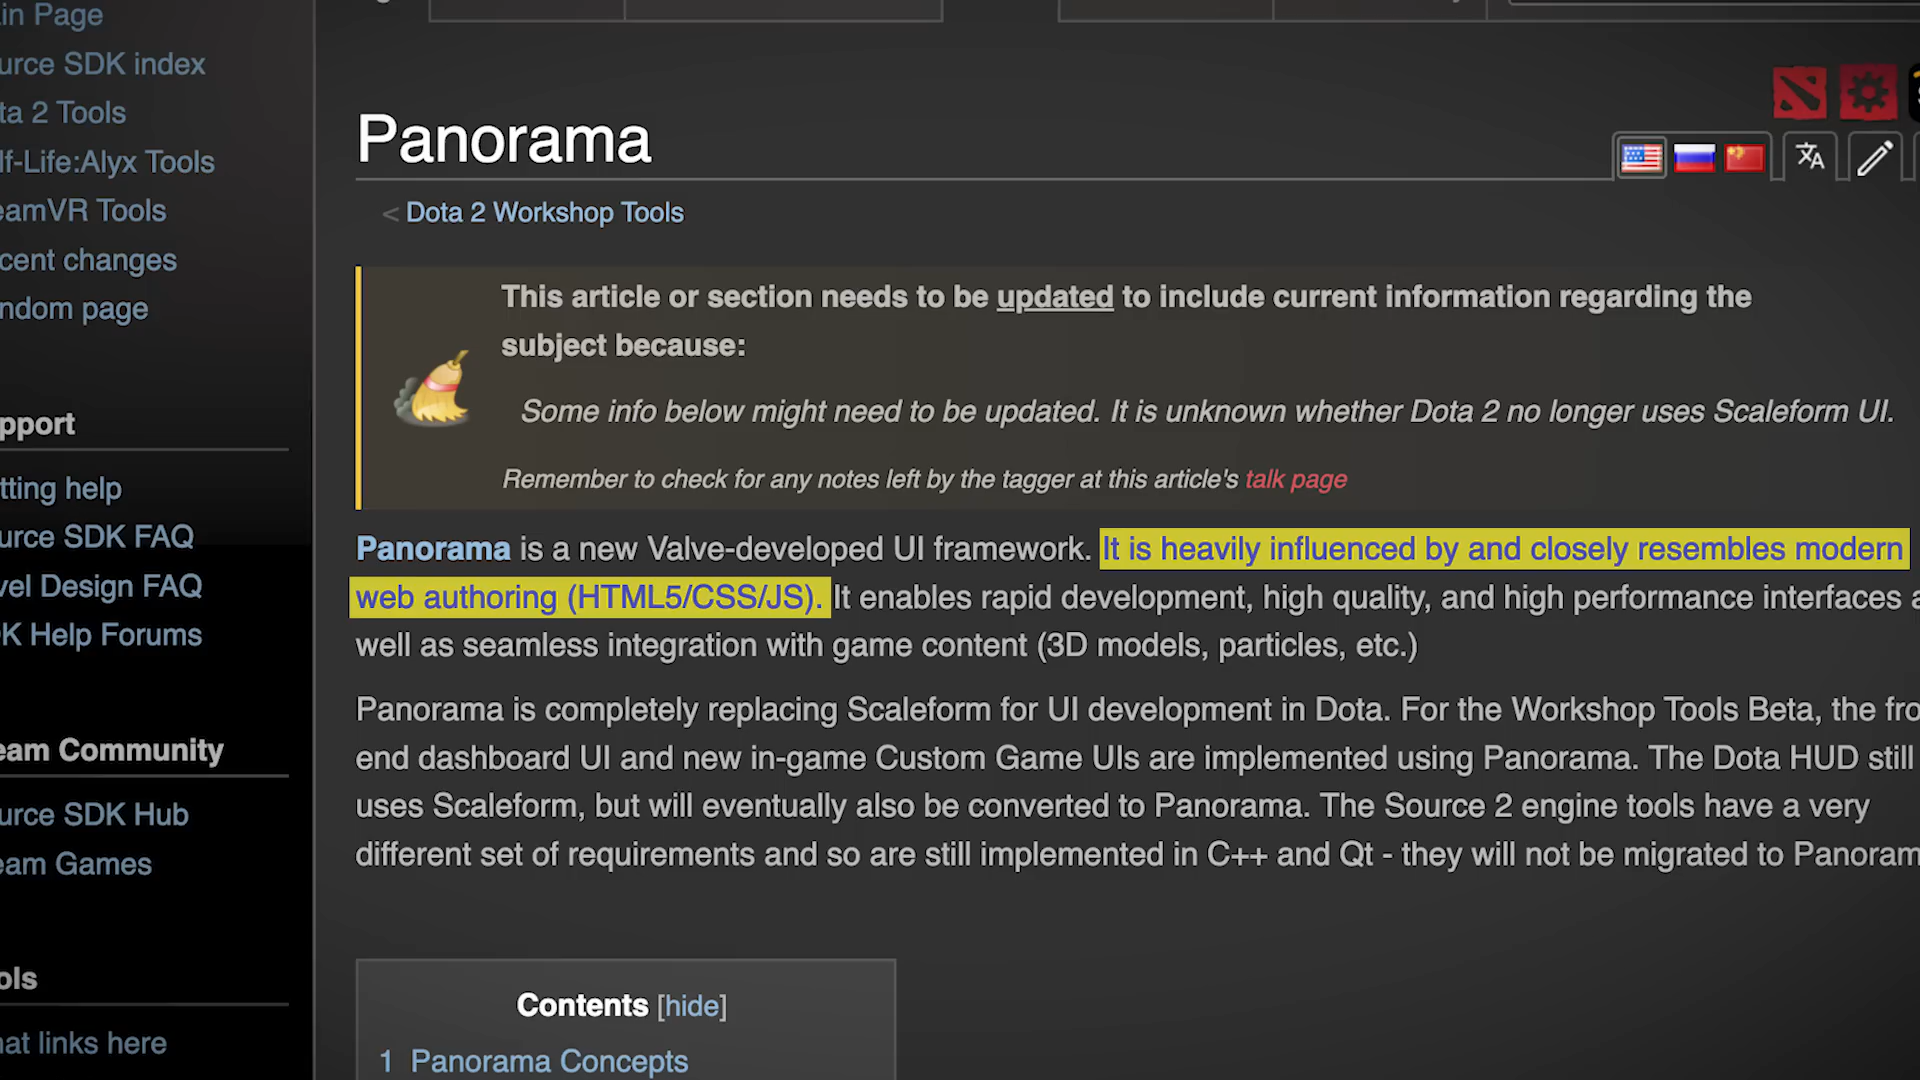 in Page
urce SDK index
ta 2 Tools
lf-Life:Alyx Tools
eamVR Tools
cent changes
ndom page
pport
tting help
urce SDK FAQ
vel Design FAQ
K Help Forums
eam Community
urce SDK Hub
eam Games
ols
at links here
Panorama
< Dota 2 Workshop Tools
This article or section needs to be updated to include current information regarding the
subject because:
Some info below might need to be updated. It is unknown whether Dota 2 no longer uses Scaleform UI.
Remember to check for any notes left by the tagger at this article's talk page
Panorama is a new Valve-developed UI framework. It is heavily influenced by and closely resembles modern
web authoring (HTML5/CSS/JS). It enables rapid development, high quality, and high performance interfaces a
well as seamless integration with game content (3D models, particles, etc.)
Panorama is completely replacing Scaleform for UI development in Dota. For the Workshop Tools Beta, the fro
end dashboard UI and new in-game Custom Game UIs are implemented using Panorama. The Dota HUD still
uses Scaleform, but will eventually also be converted to Panorama. The Source 2 engine tools have a very
different set of requirements and so are still implemented in C++ and Qt - they will not be migrated to Panoram
Contents [hide]
1 Panorama Concepts